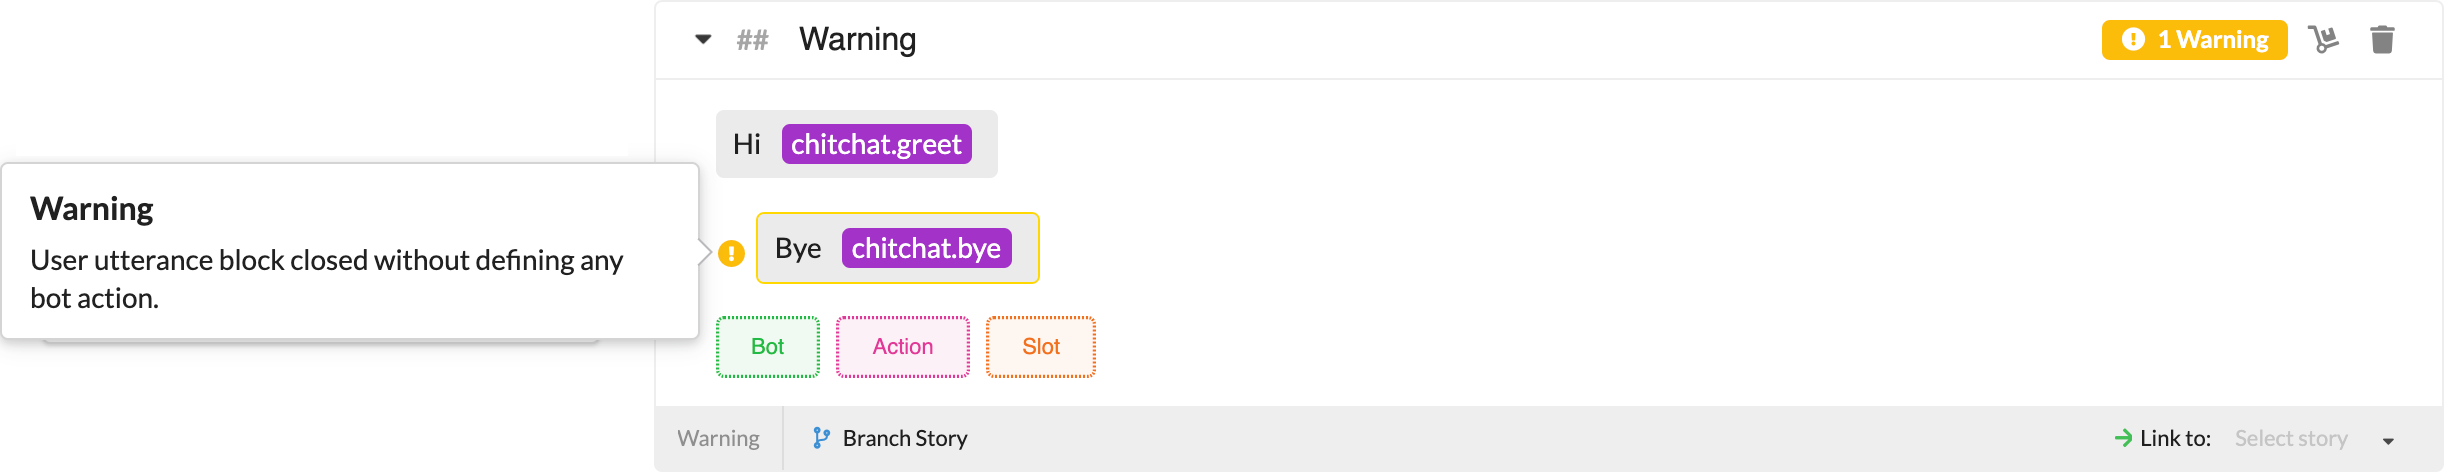 ## Warning
1 Warning
Hi chitchat.greet
Warning
User utterance block closed without defining any
bot action.
Bye chitchat.bye
Bot Action Slot
Warning Branch Story
Link to: Select story